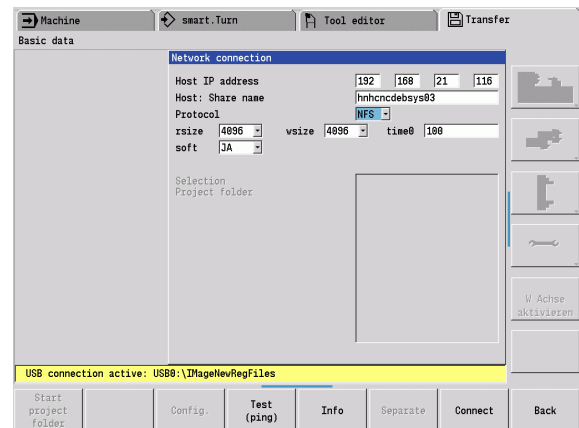 Machine smart.Turn Tool editor Transfer
Basic data
Network connection
Host IP address 192 168 21 116
Host: Share name hnhcncdebsys03
Protocol NFS
rsize 4096 wsize 4096 time0 100
soft JA
Selection
Project folder
W Achse
aktivieren
USB connection active: USB0:\IMageNewRegFiles
Start
project
folder
Config.
Test
(ping)
Info
Separate
Connect
Back